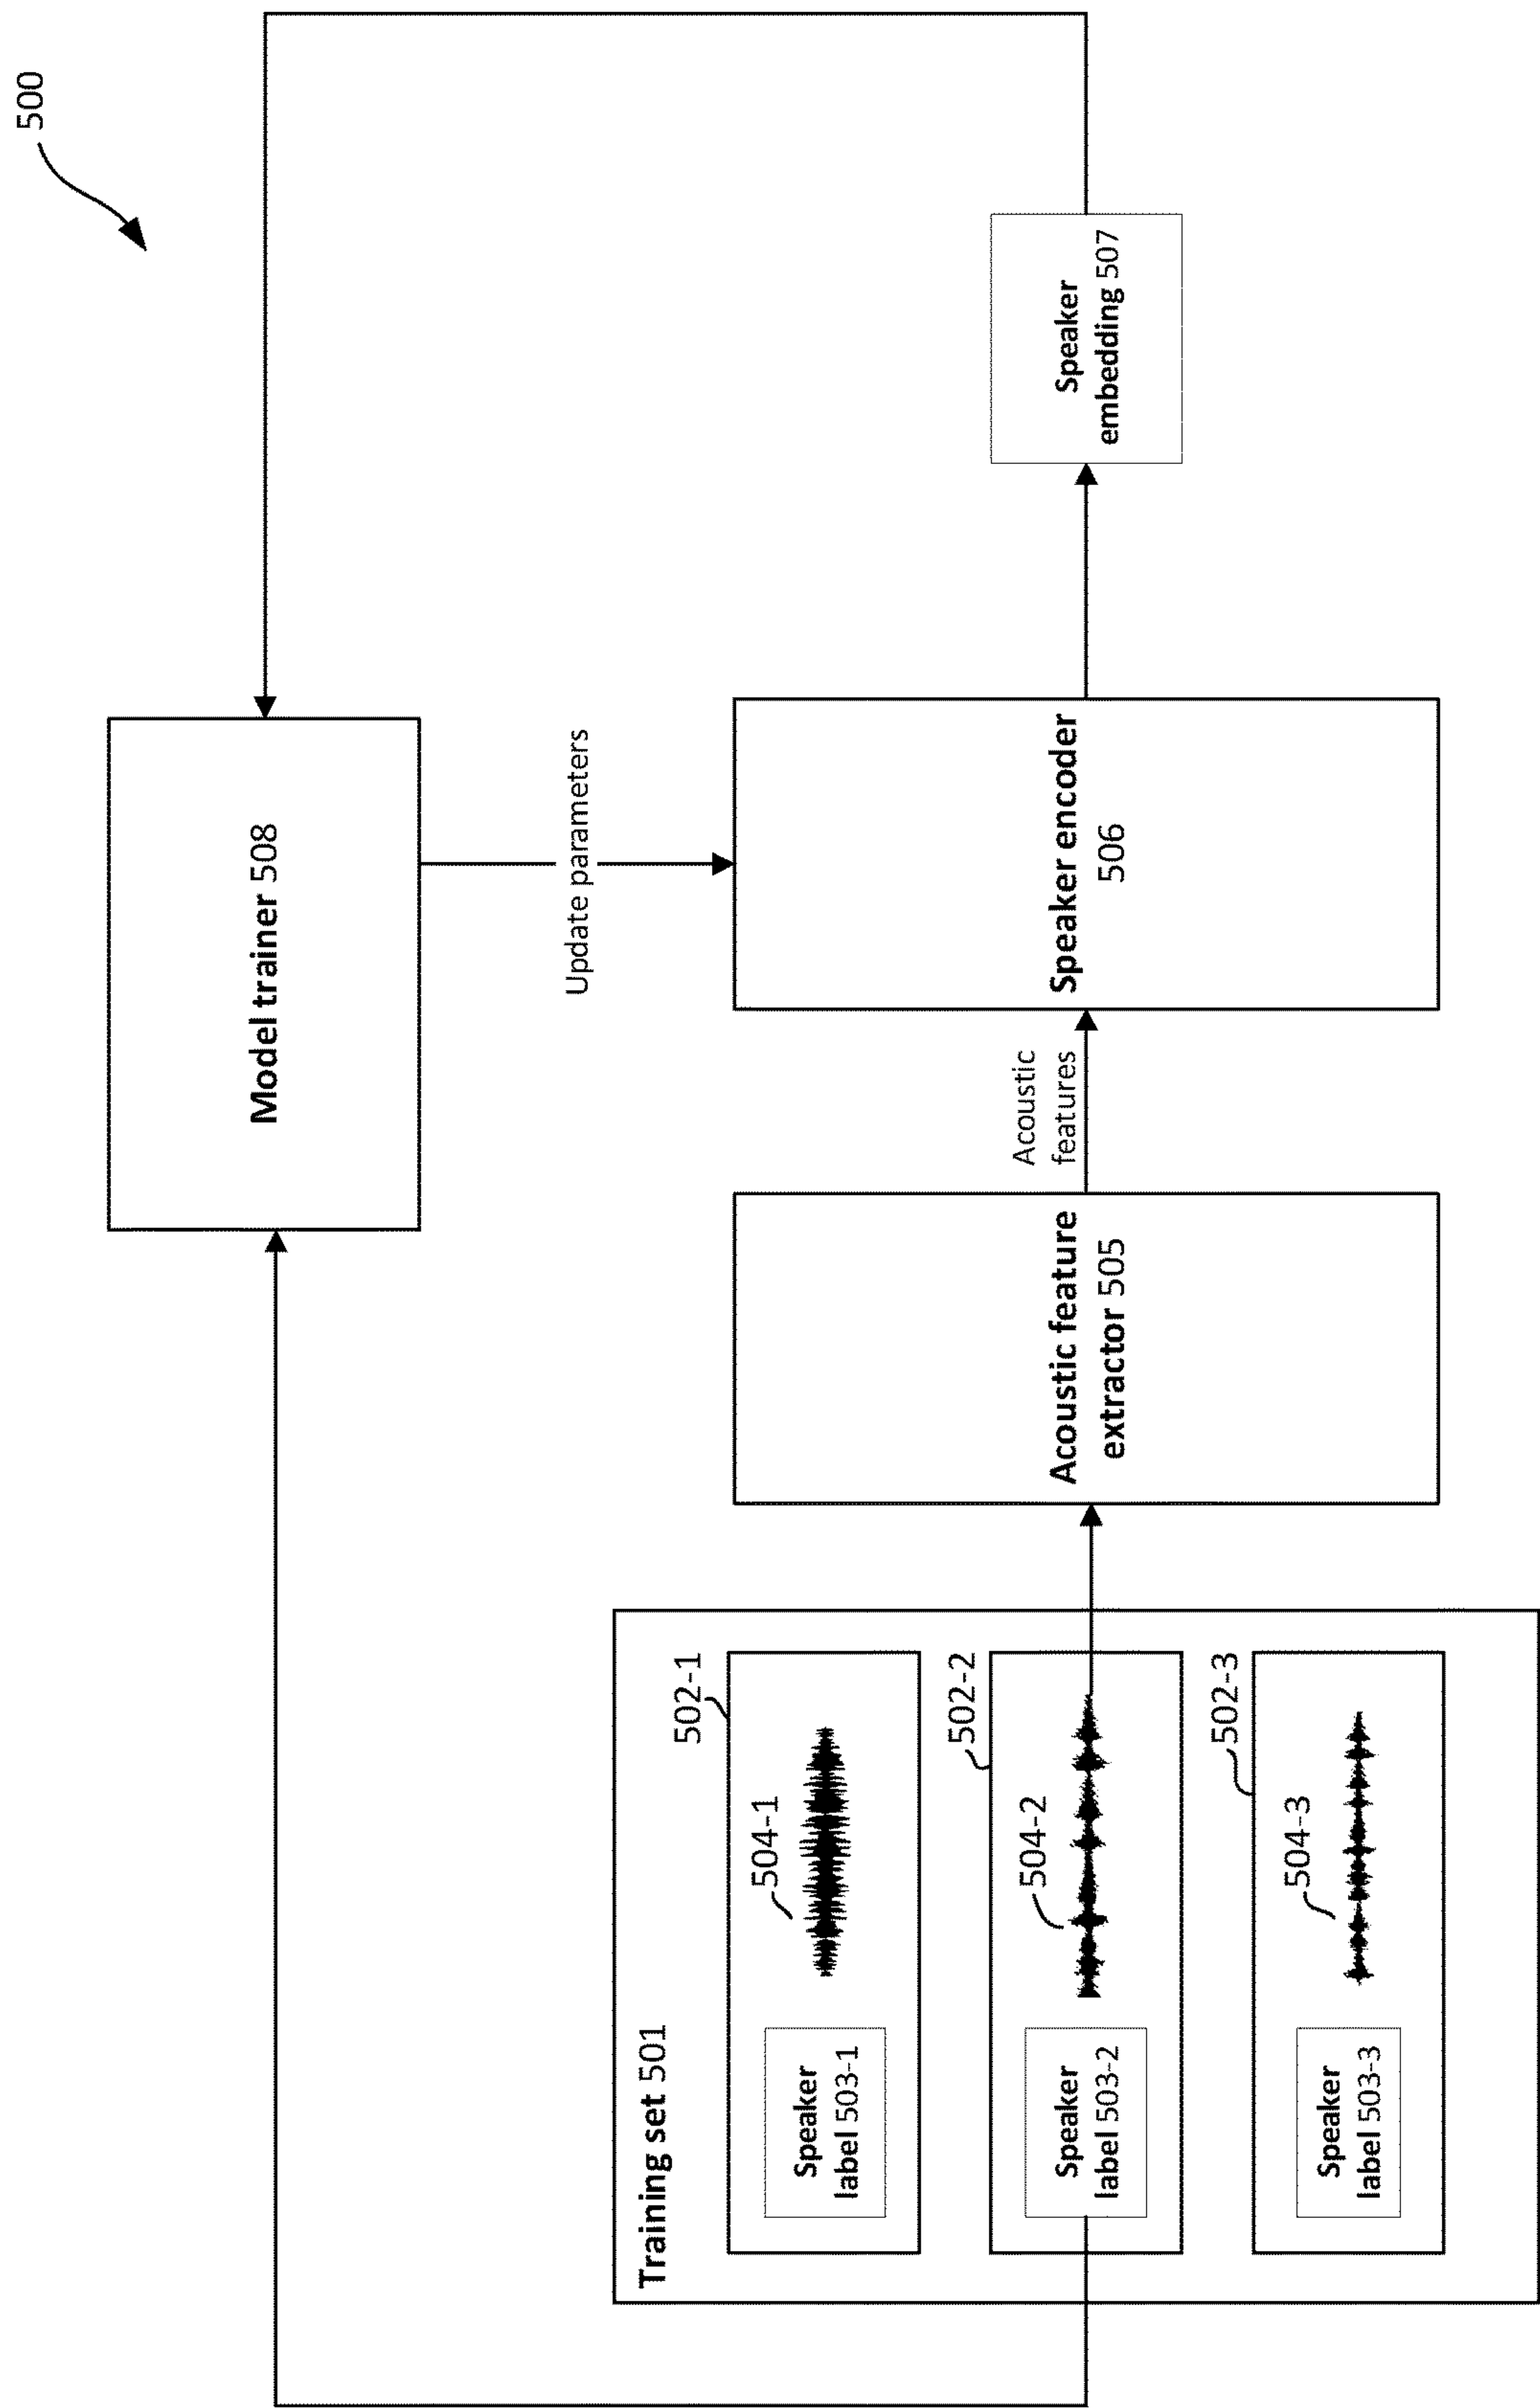 500
Model trainer 508
Update parameters
Training set 501
502-1
Speaker
label 503-1
504-1
502-2
Speaker
label 503-2
504-2
502-3
Speaker
label 503-3
504-3
Acoustic feature
extractor 505
Acoustic
features
Speaker encoder
506
Speaker
embedding 507